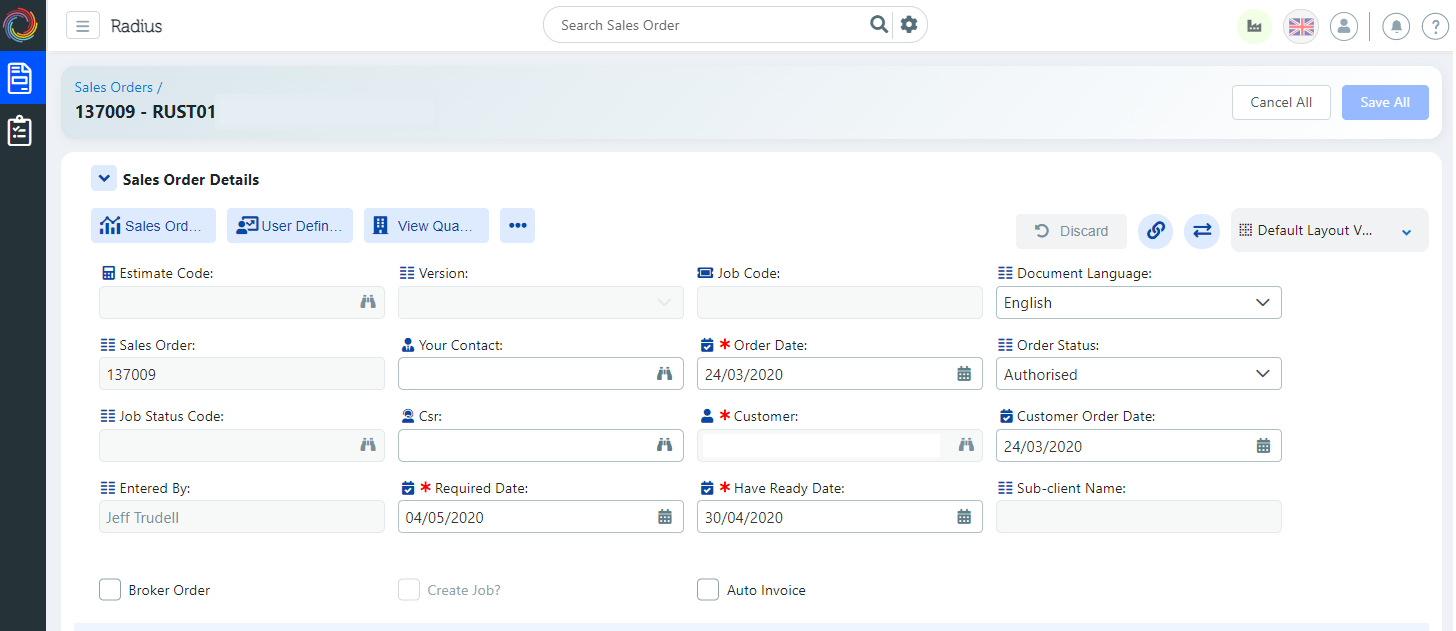 Radius
Search Sales Order
Sales Orders /
137009 - RUST01
Cancel All
Save All
Sales Order Details
Sales Ord...
User Defin...
View Qua...
Discard
Default Layout V...
Estimate Code:
Version:
Job Code:
Document Language:
English
Sales Order:
Your Contact:
* Order Date:
Order Status:
137009
24/03/2020
Authorised
Job Status Code:
Csr:
* Customer:
Customer Order Date:
24/03/2020
Entered By:
* Required Date:
* Have Ready Date:
Sub-client Name:
Jeff Trudell
04/05/2020
30/04/2020
Broker Order
Create Job?
Auto Invoice